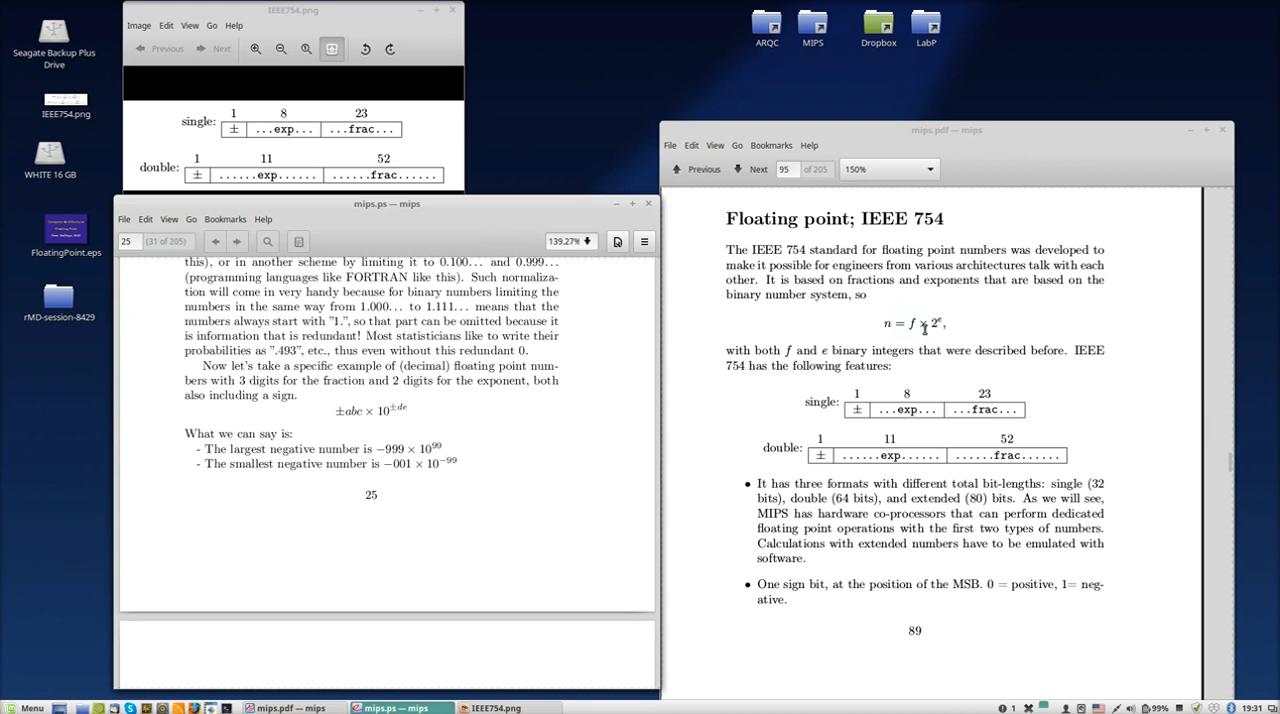 Seagate Backup Plus
Drive
IEEE754.png
WHITE 16 GB
FloatingPoint.eps
rMD-session-8429
ARQC
MIPS
Dropbox
LabP
IEEE754.png
Image Edit View Go Help
Previous Next
1 8 23
single: ± ...exp... ...frac...
1 11 52
double: ± ......exp...... ......frac......
mips.ps — mips
File Edit View Go Bookmarks Help
25 (31 of 205) 139.27%
this), or in another scheme by limiting it to 0.100... and 0.999...
(programming languages like FORTRAN like this). Such normaliza-
tion will come in very handy because for binary numbers limiting the
numbers in the same way from 1.000... to 1.111... means that the
numbers always start with "1.", so that part can be omitted because it
is information that is redundant! Most statisticians like to write their
probabilities as ".493", etc., thus even without this redundant 0.
Now let's take a specific example of (decimal) floating point num-
bers with 3 digits for the fraction and 2 digits for the exponent, both
also including a sign.
±abc × 10^±de
What we can say is:
- The largest negative number is −999 × 10^99
- The smallest negative number is −001 × 10^−99
25
mips.pdf — mips
File Edit View Go Bookmarks Help
Previous Next 95 of 205 150%
Floating point; IEEE 754
The IEEE 754 standard for floating point numbers was developed to
make it possible for engineers from various architectures talk with each
other. It is based on fractions and exponents that are based on the
binary number system, so
n = f × 2^e,
with both f and e binary integers that were described before. IEEE
754 has the following features:
1 8 23
single: ± ...exp... ...frac...
1 11 52
double: ± ......exp...... ......frac......
• It has three formats with different total bit-lengths: single (32
bits), double (64 bits), and extended (80) bits. As we will see,
MIPS has hardware co-processors that can perform dedicated
floating point operations with the first two types of numbers.
Calculations with extended numbers have to be emulated with
software.
• One sign bit, at the position of the MSB. 0 = positive, 1= neg-
ative.
89
Menu mips.pdf — mips mips.ps — mips IEEE754.png 1 99% 19:31